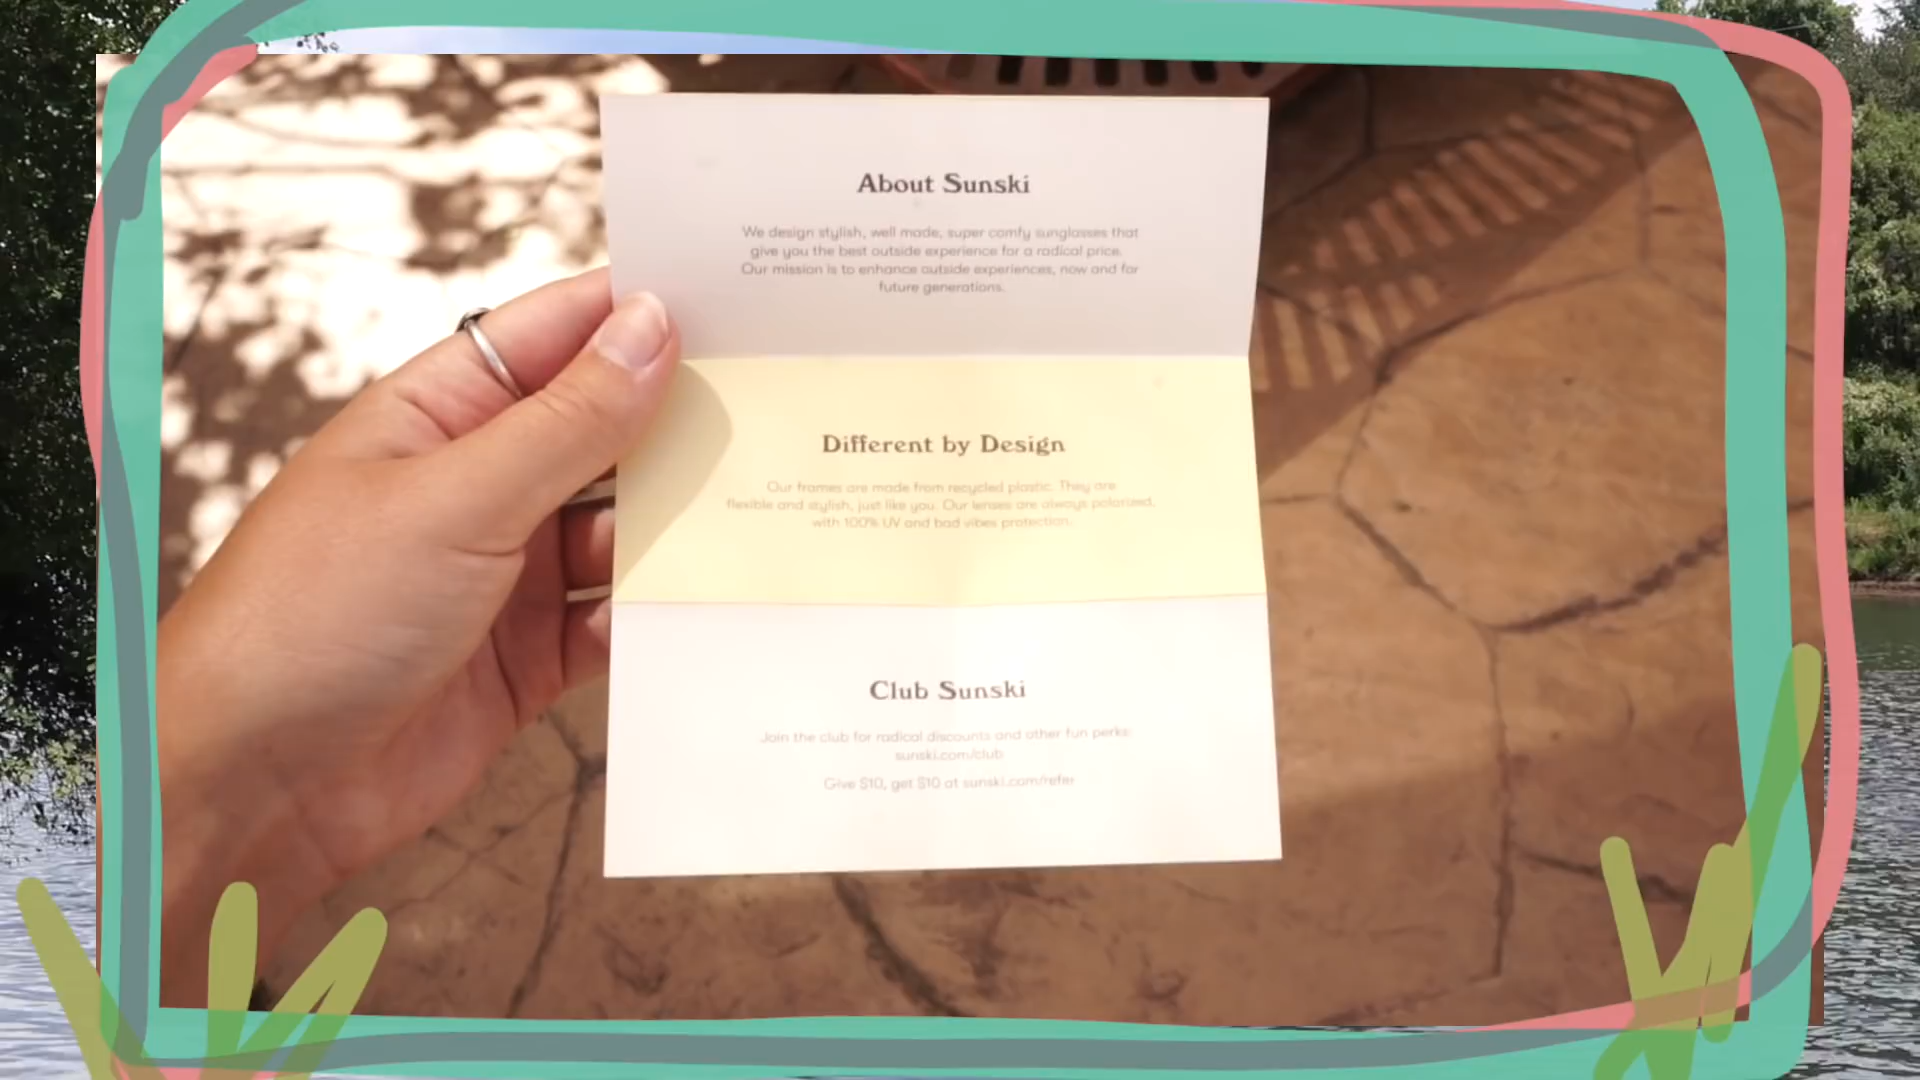 About Sunski
We design stylish, well made, super comfy sunglasses that
give you the best outside experience for a radical price.
Our mission is to enhance outside experiences, now and for
future generations.
Different by Design
Our frames are made from recycled plastic. They are
flexible and stylish, just like you. Our lenses are always polarized,
with 100% UV and bad vibes protection.
Club Sunski
Join the club for radical discounts and other fun perks:
sunski.com/club
Give $10, get $10 at sunski.com/refer